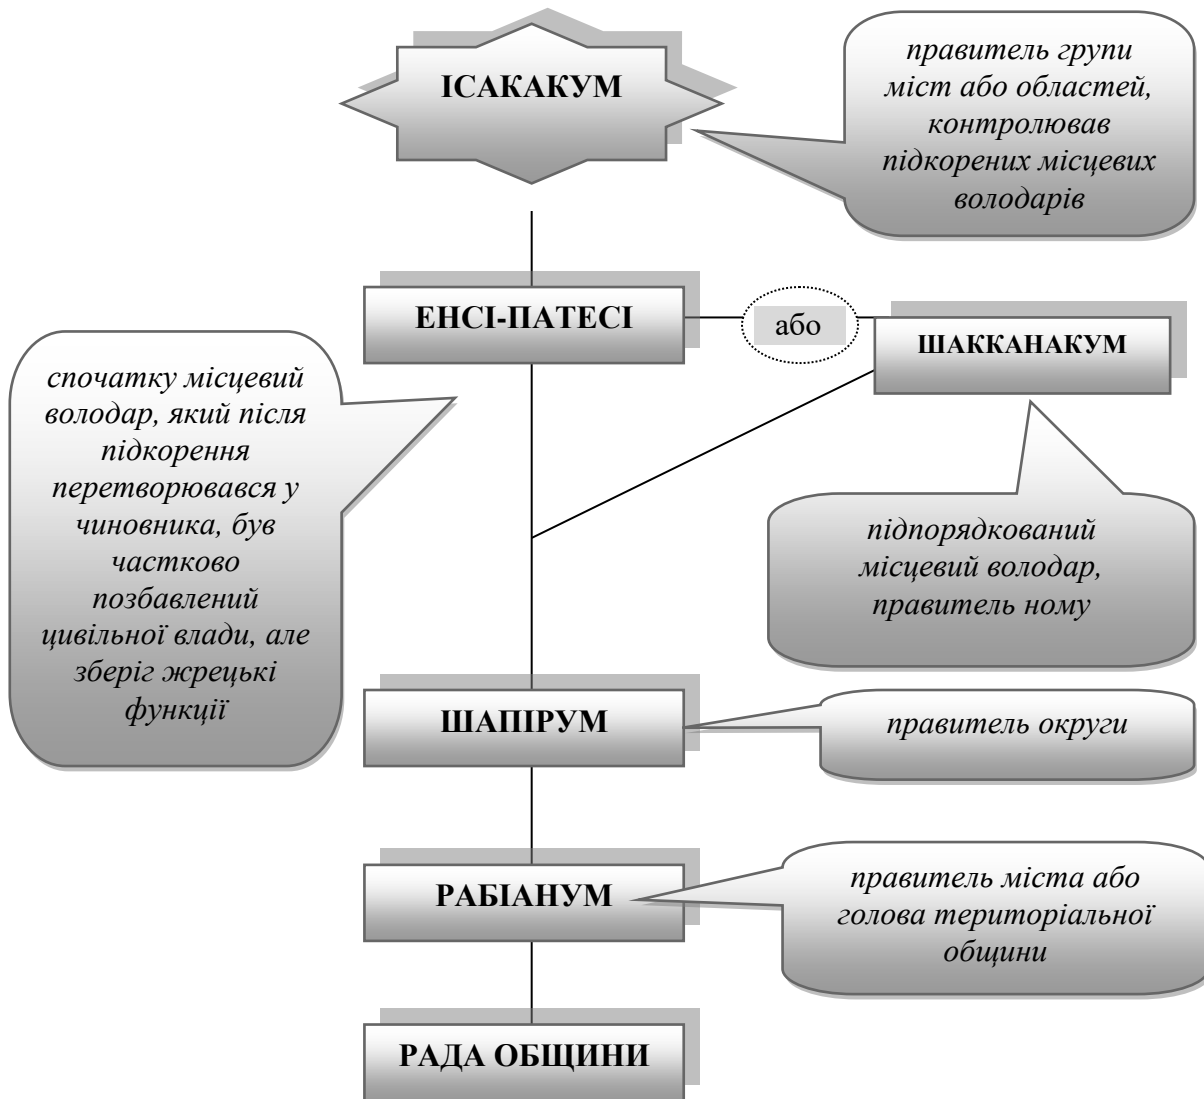 ІСАКАКУМ
правитель групи
міст або областей,
контролював
підкорених місцевих
володарів
ЕНСІ-ПАТЕСІ
або
ШАККАНАКУМ
спочатку місцевий
володар, який після
підкорення
перетворювався у
чиновника, був
частково
позбавлений
цивільної влади, але
зберіг жрецькі
функції
підпорядкований
місцевий володар,
правитель ному
ШАПІРУМ
правитель округи
РАБІАНУМ
правитель міста або
голова територіальної
общини
РАДА ОБЩИНИ